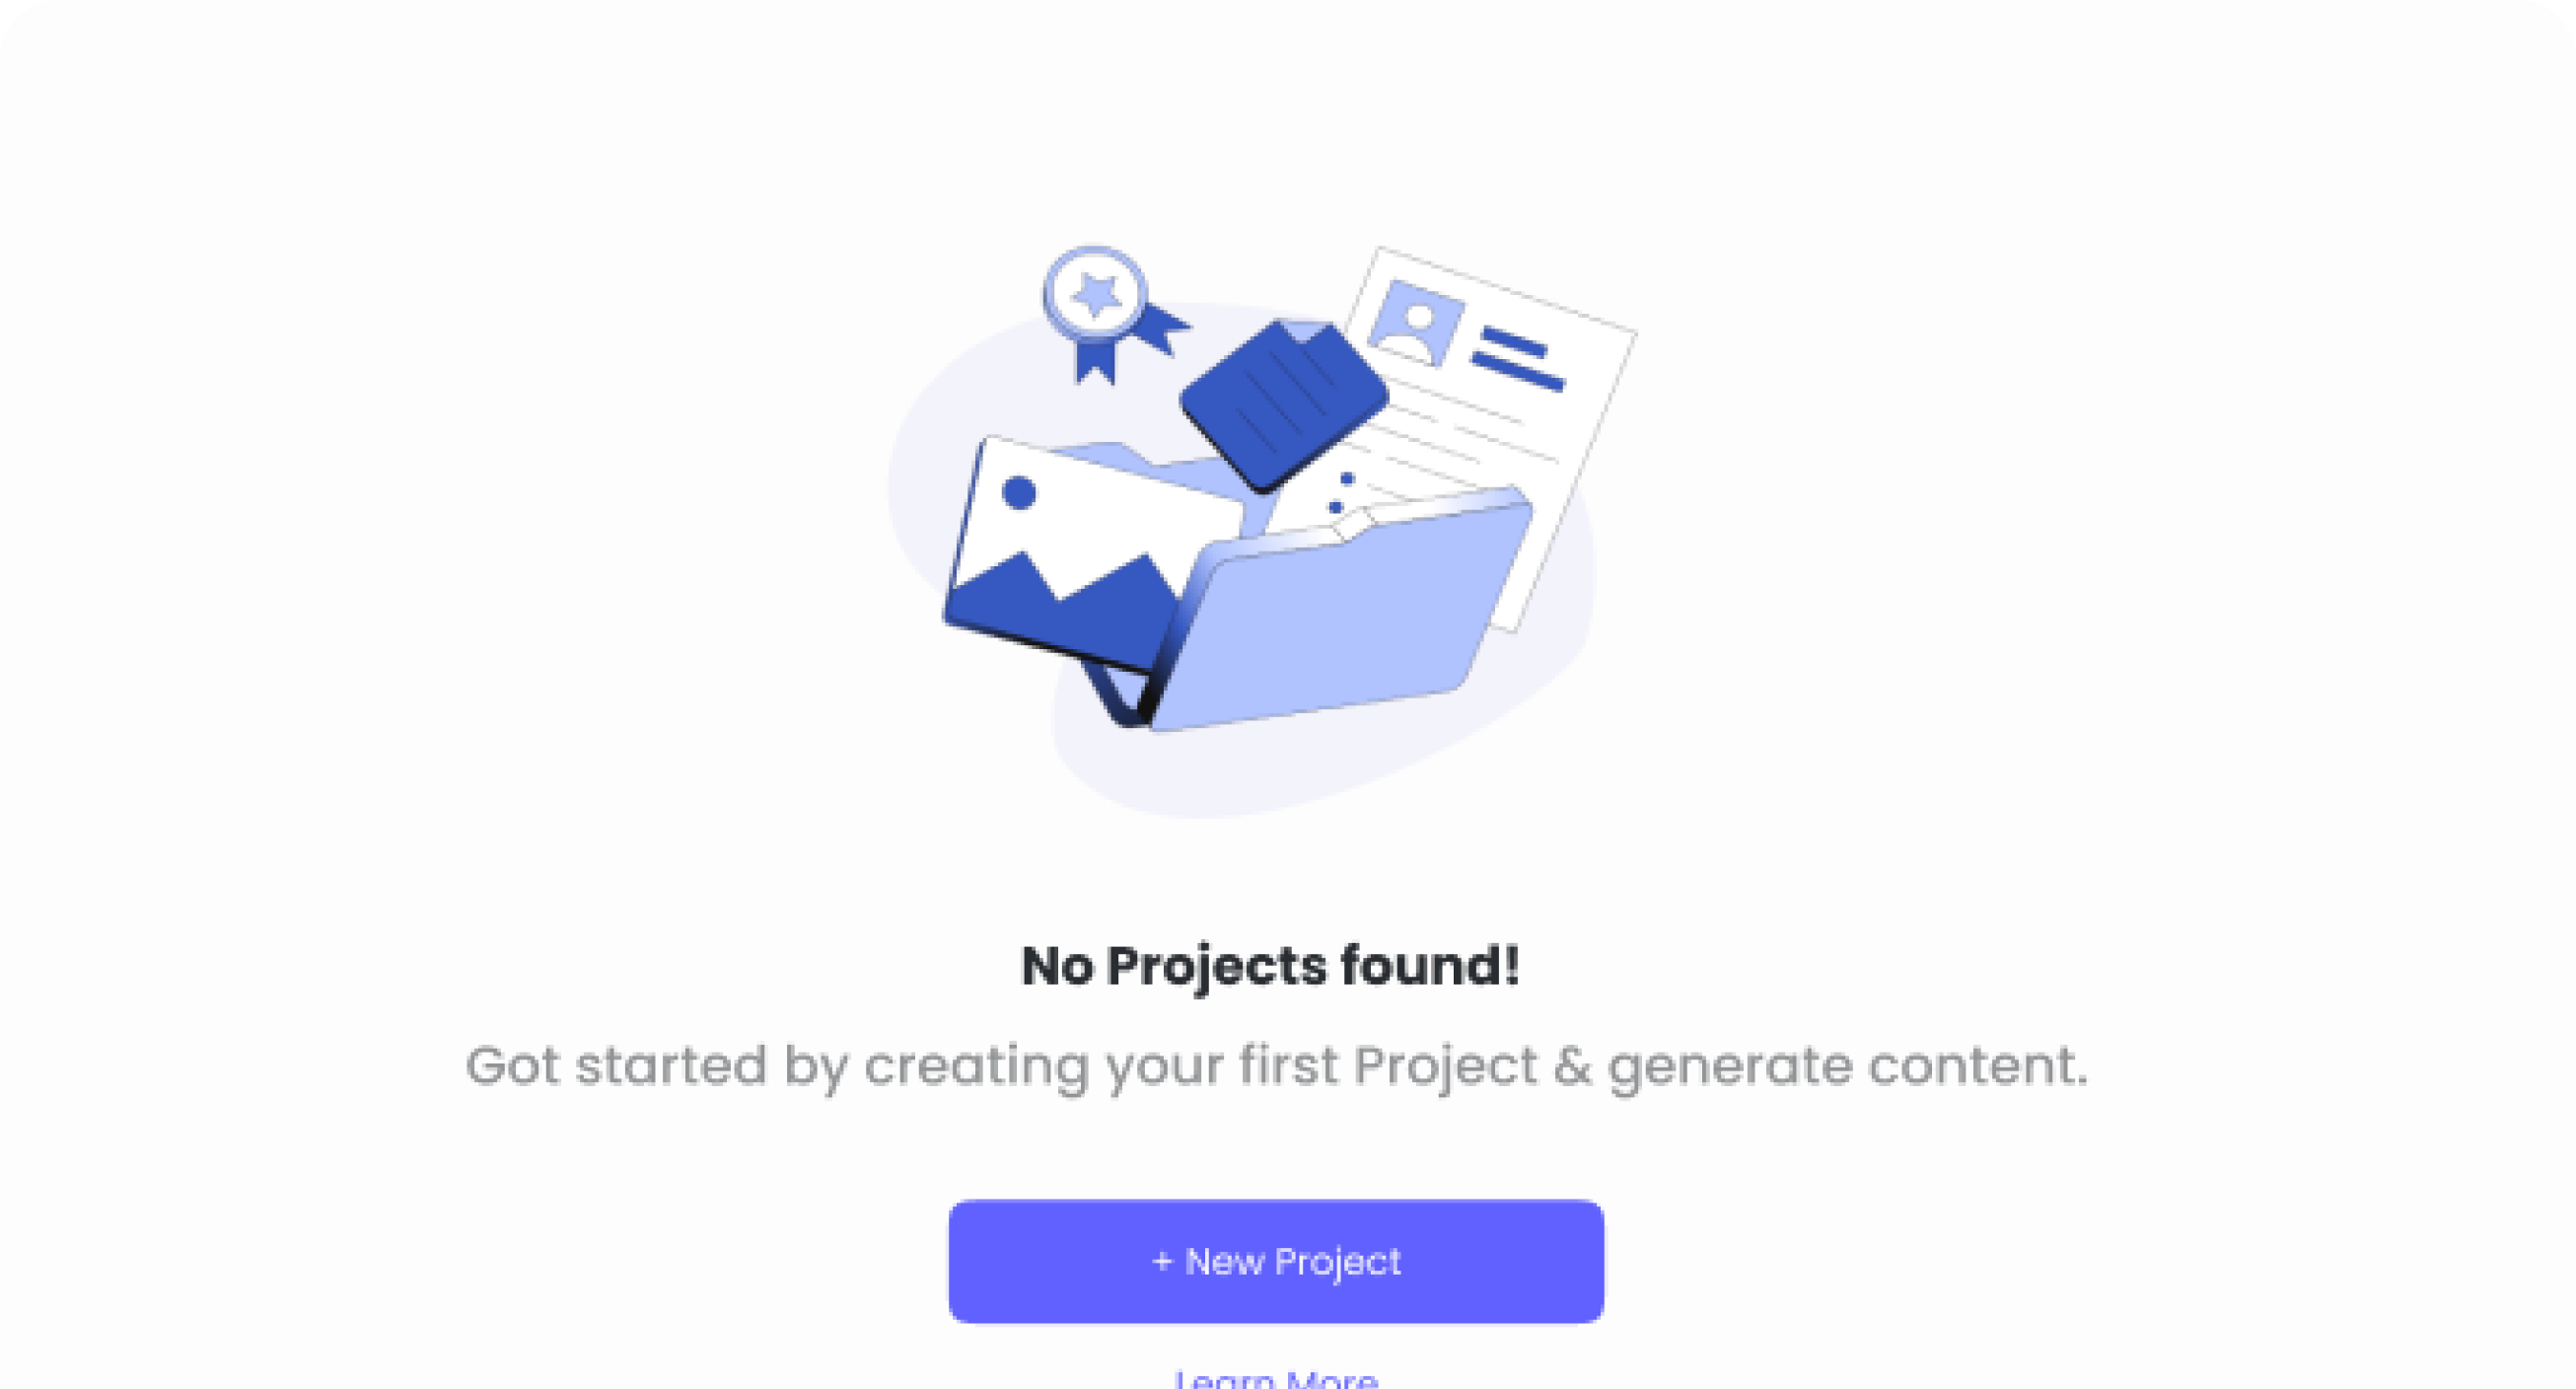 No Projects found!
Got started by creating your first Project & generate content.
+ New Project
Learn More